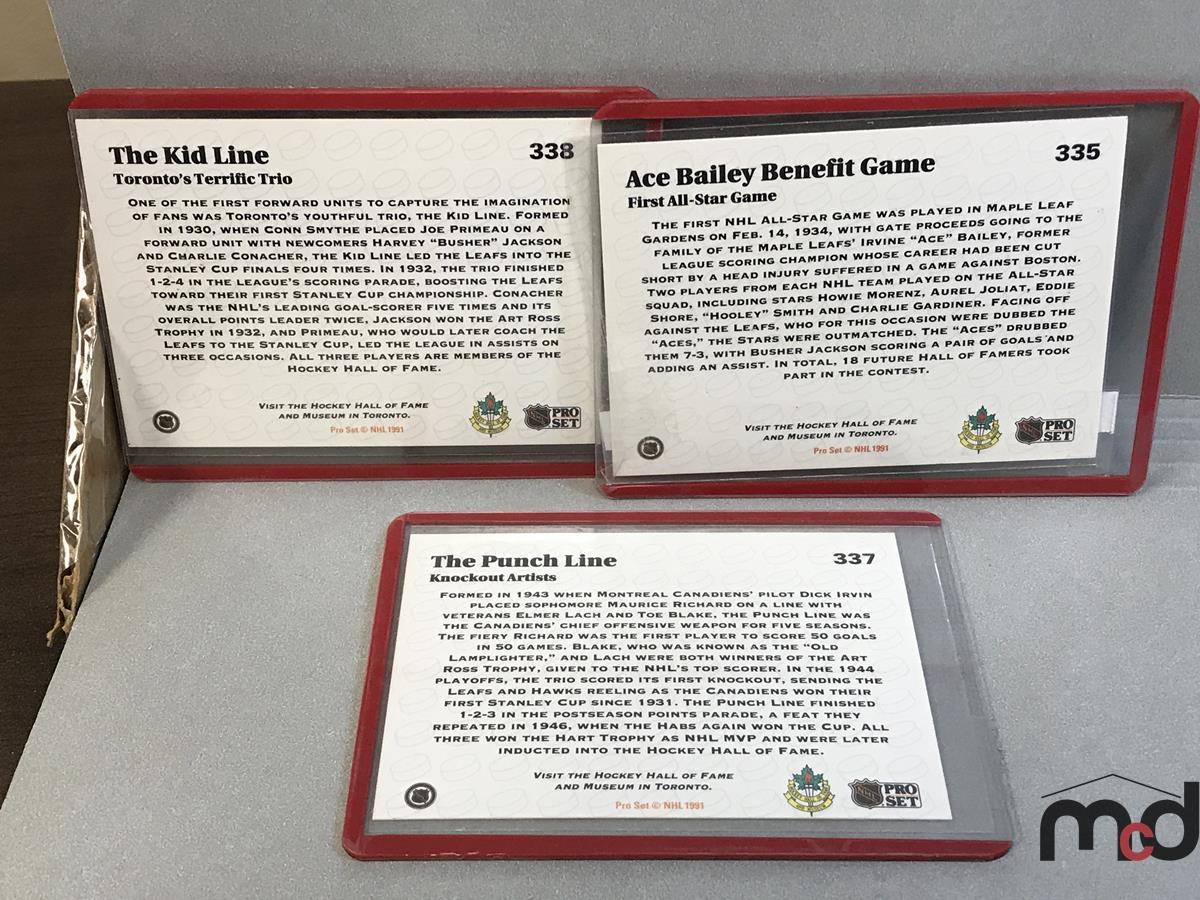 The Kid Line 338
Toronto's Terrific Trio
ONE OF THE FIRST FORWARD UNITS TO CAPTURE THE IMAGINATION
OF FANS WAS TORONTO'S YOUTHFUL TRIO, THE KID LINE. FORMED
IN 1930, WHEN CONN SMYTHE PLACED JOE PRIMEAU ON A
FORWARD UNIT WITH NEWCOMERS HARVEY "BUSHER" JACKSON
AND CHARLIE CONACHER, THE KID LINE LED THE LEAFS INTO THE
STANLEY CUP FINALS FOUR TIMES. IN 1932, THE TRIO FINISHED
1-2-4 IN THE LEAGUE'S SCORING PARADE, BOOSTING THE LEAFS
TOWARD THEIR FIRST STANLEY CUP CHAMPIONSHIP. CONACHER
WAS THE NHL'S LEADING GOAL-SCORER FIVE TIMES AND ITS
OVERALL POINTS LEADER TWICE, JACKSON WON THE ART ROSS
TROPHY IN 1932, AND PRIMEAU, WHO WOULD LATER COACH THE
LEAFS TO THE STANLEY CUP, LED THE LEAGUE IN ASSISTS ON
THREE OCCASIONS. ALL THREE PLAYERS ARE MEMBERS OF THE
HOCKEY HALL OF FAME.
VISIT THE HOCKEY HALL OF FAME
AND MUSEUM IN TORONTO.
Pro Set © NHL 1991
NHL PRO
SET
Ace Bailey Benefit Game 335
First All-Star Game
THE FIRST NHL ALL-STAR GAME WAS PLAYED IN MAPLE LEAF
GARDENS ON FEB. 14, 1934, WITH GATE PROCEEDS GOING TO THE
FAMILY OF THE MAPLE LEAFS' IRVINE "ACE" BAILEY, FORMER
LEAGUE SCORING CHAMPION WHOSE CAREER HAD BEEN CUT
SHORT BY A HEAD INJURY SUFFERED IN A GAME AGAINST BOSTON.
TWO PLAYERS FROM EACH NHL TEAM PLAYED ON THE ALL-STAR
SQUAD, INCLUDING STARS HOWIE MORENZ, AUREL JOLIAT, EDDIE
SHORE, "HOOLEY" SMITH AND CHARLIE GARDINER. FACING OFF
AGAINST THE LEAFS, WHO FOR THIS OCCASION WERE DUBBED THE
"ACES," THE STARS WERE OUTMATCHED. THE "ACES" DRUBBED
THEM 7-3, WITH BUSHER JACKSON SCORING A PAIR OF GOALS AND
ADDING AN ASSIST. IN TOTAL, 18 FUTURE HALL OF FAMERS TOOK
PART IN THE CONTEST.
VISIT THE HOCKEY HALL OF FAME
AND MUSEUM IN TORONTO.
Pro Set © NHL 1991
NHL PRO
SET
The Punch Line 337
Knockout Artists
FORMED IN 1943 WHEN MONTREAL CANADIENS' PILOT DICK IRVIN
PLACED SOPHOMORE MAURICE RICHARD ON A LINE WITH
VETERANS ELMER LACH AND TOE BLAKE, THE PUNCH LINE WAS
THE CANADIENS' CHIEF OFFENSIVE WEAPON FOR FIVE SEASONS.
THE FIERY RICHARD WAS THE FIRST PLAYER TO SCORE 50 GOALS
IN 50 GAMES. BLAKE, WHO WAS KNOWN AS THE "OLD
LAMPLIGHTER," AND LACH WERE BOTH WINNERS OF THE ART
ROSS TROPHY, GIVEN TO THE NHL'S TOP SCORER. IN THE 1944
PLAYOFFS, THE TRIO SCORED ITS FIRST KNOCKOUT, SENDING THE
LEAFS AND HAWKS REELING AS THE CANADIENS WON THEIR
FIRST STANLEY CUP SINCE 1931. THE PUNCH LINE FINISHED
1-2-3 IN THE POSTSEASON POINTS PARADE, A FEAT THEY
REPEATED IN 1946, WHEN THE HABS AGAIN WON THE CUP. ALL
THREE WON THE HART TROPHY AS NHL MVP AND WERE LATER
INDUCTED INTO THE HOCKEY HALL OF FAME.
VISIT THE HOCKEY HALL OF FAME
AND MUSEUM IN TORONTO.
Pro Set © NHL 1991
NHL PRO
SET
mcd